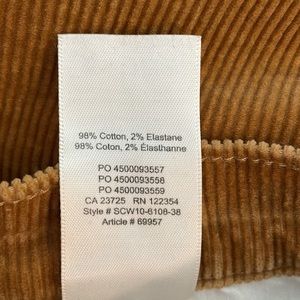 98% Cotton, 2% Elastane
98% Coton, 2% Élasthanne
PO 4500093557
PO 4500093558
PO 4500093559
CA 23725 RN 122354
Style # SCW10-6108-38
Article # 69957